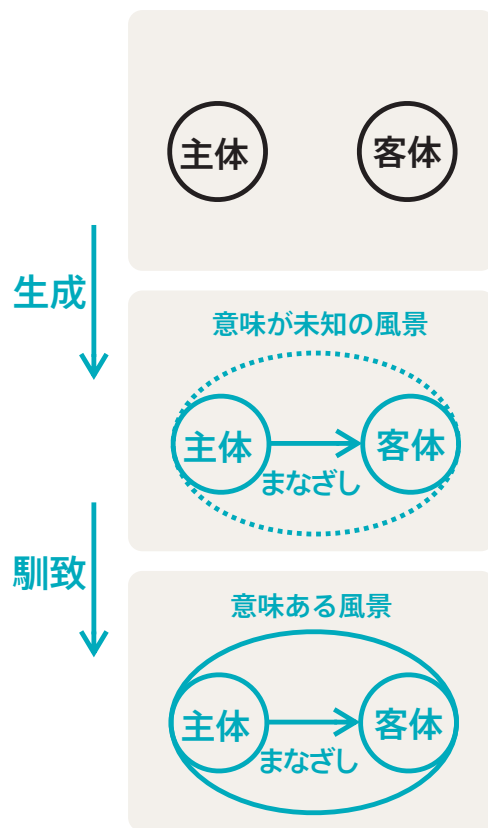 主体
客体
生成
意味が未知の風景
主体
客体
まなざし
馴致
意味ある風景
主体
客体
まなざし